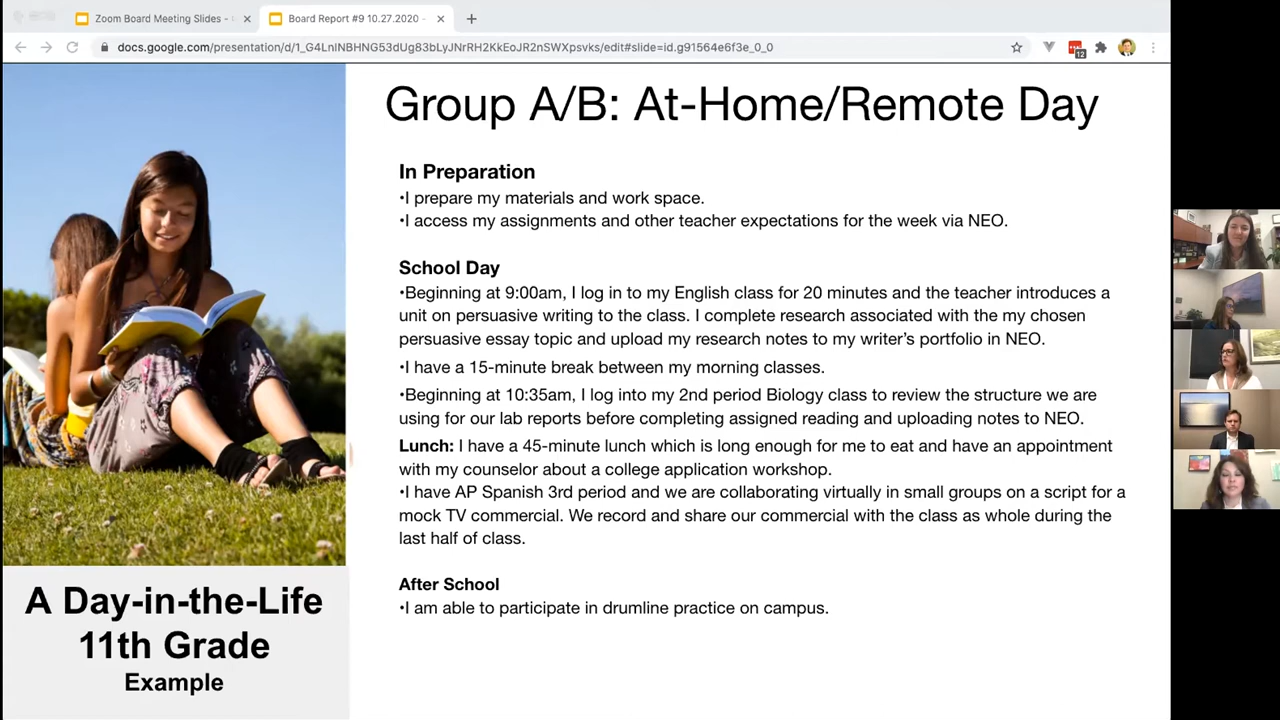 Zoom Board Meeting Slides -
Board Report #9 10.27.2020 -
docs.google.com/presentation/d/1_G4LnINBHNG53dUg83bLyJNrRH2KkEoJR2nSWXpsvks/edit#slide=id.g91564e6f3e_0_0
12
Group A/B: At-Home/Remote Day
In Preparation
•I prepare my materials and work space.
•I access my assignments and other teacher expectations for the week via NEO.
School Day
•Beginning at 9:00am, I log in to my English class for 20 minutes and the teacher introduces a
unit on persuasive writing to the class. I complete research associated with the my chosen
persuasive essay topic and upload my research notes to my writer's portfolio in NEO.
•I have a 15-minute break between my morning classes.
•Beginning at 10:35am, I log into my 2nd period Biology class to review the structure we are
using for our lab reports before completing assigned reading and uploading notes to NEO.
Lunch: I have a 45-minute lunch which is long enough for me to eat and have an appointment
with my counselor about a college application workshop.
•I have AP Spanish 3rd period and we are collaborating virtually in small groups on a script for a
mock TV commercial. We record and share our commercial with the class as whole during the
last half of class.
After School
•I am able to participate in drumline practice on campus.
A Day-in-the-Life
11th Grade
Example